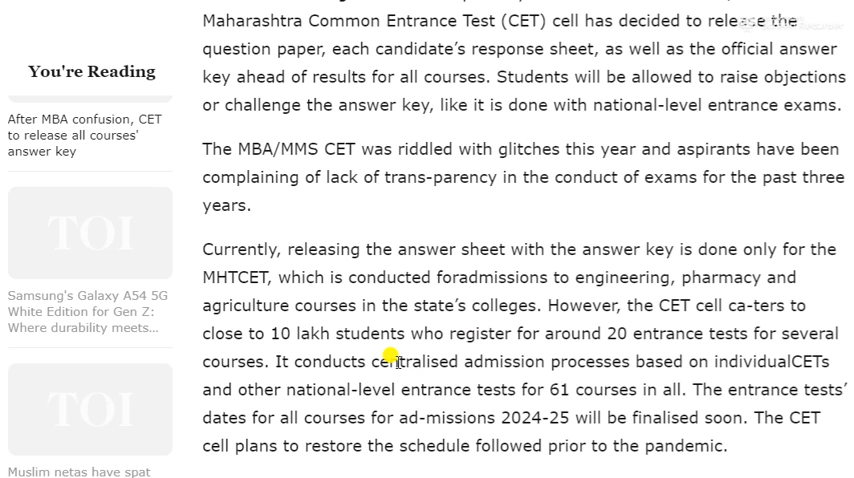 Maharashtra Common Entrance Test (CET) cell has decided to release the
question paper, each candidate’s response sheet, as well as the official answer
key ahead of results for all courses. Students will be allowed to raise objections
or challenge the answer key, like it is done with national-level entrance exams.
The MBA/MMS CET was riddled with glitches this year and aspirants have been
complaining of lack of trans-parency in the conduct of exams for the past three
years.
Currently, releasing the answer sheet with the answer key is done only for the
MHTCET, which is conducted foradmissions to engineering, pharmacy and
agriculture courses in the state’s colleges. However, the CET cell ca-ters to
close to 10 lakh students who register for around 20 entrance tests for several
courses. It conducts centralised admission processes based on individualCETs
and other national-level entrance tests for 61 courses in all. The entrance tests’
dates for all courses for ad-missions 2024-25 will be finalised soon. The CET
cell plans to restore the schedule followed prior to the pandemic.
You're Reading
After MBA confusion, CET
to release all courses'
answer key
TOI
Samsung's Galaxy A54 5G
White Edition for Gen Z:
Where durability meets...
TOI
Muslim netas have spat